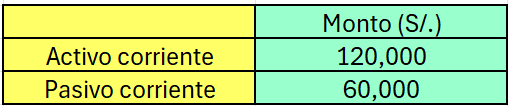 Monto (S/.)
Activo corriente 120,000
Pasivo corriente 60,000